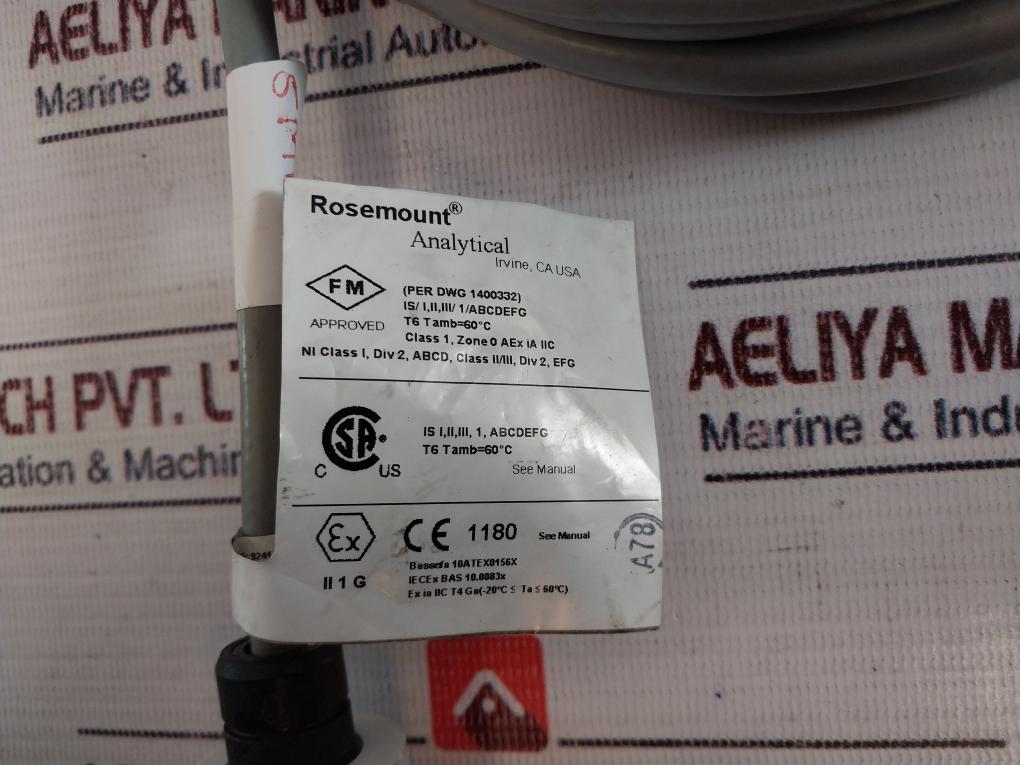 AELIYA MARIN
Marine & Industrial Auto
Rosemount®
Analytical
Irvine, CA USA
FM
APPROVED
(PER DWG 1400332)
IS/ I,II,III/ 1/ABCDEFG
T6 Tamb=60°C
Class 1, Zone 0 AEx iA IIC
NI Class I, Div 2, ABCD, Class II/III, Div 2, EFG
CH PVT. LT
ation & Machin
AELIYA MA
Marine & Indu
C SA US
IS I,II,III, 1, ABCDEFG
T6 Tamb=60°C
See Manual
Ex
II 1 G
CE 1180 See Manual
Baseefa 10ATEX0156X
IECEx BAS 10.0083x
Ex ia IIC T4 Ga(-20°C ≤ Ta ≤ 60°C)
A78